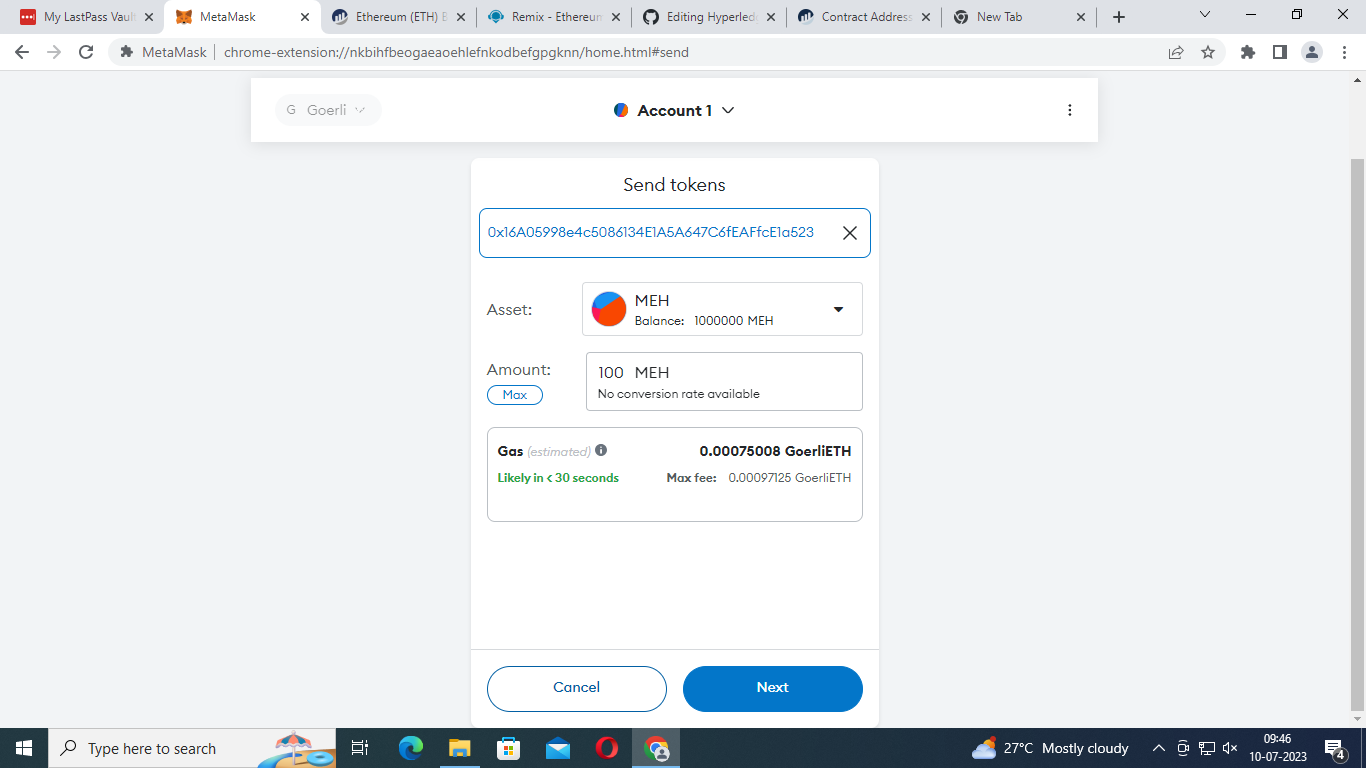 My LastPass Vaul
MetaMask
Ethereum (ETH) B
Remix - Ethereum
Editing Hyperled
Contract Address
New Tab
MetaMask
chrome-extension://nkbihfbeogaeaoehlefnkodbefgpgknn/home.html#send
G Goerli
Account 1
Send tokens
0x16A05998e4c5086134E1A5A647C6fEAFfcE1a523
Asset:
MEH
Balance: 1000000 MEH
Amount:
Max
100 MEH
No conversion rate available
Gas (estimated) i
0.00075008 GoerliETH
Likely in < 30 seconds
Max fee: 0.00097125 GoerliETH
Cancel
Next
Type here to search
27°C Mostly cloudy
09:46
10-07-2023
4